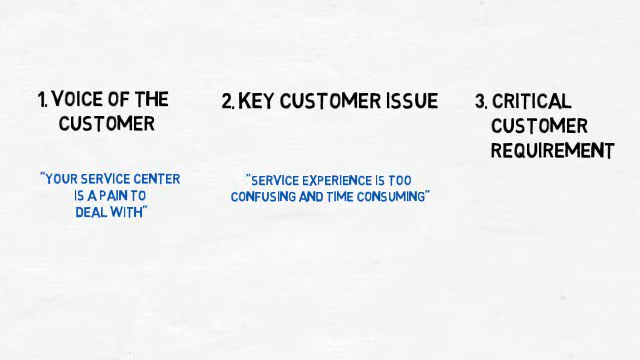 1. VOICE OF THE
CUSTOMER
"YOUR SERVICE CENTER
IS A PAIN TO
DEAL WITH"
2. KEY CUSTOMER ISSUE
"SERVICE EXPERIENCE IS TOO
CONFUSING AND TIME CONSUMING"
3. CRITICAL
CUSTOMER
REQUIREMENT